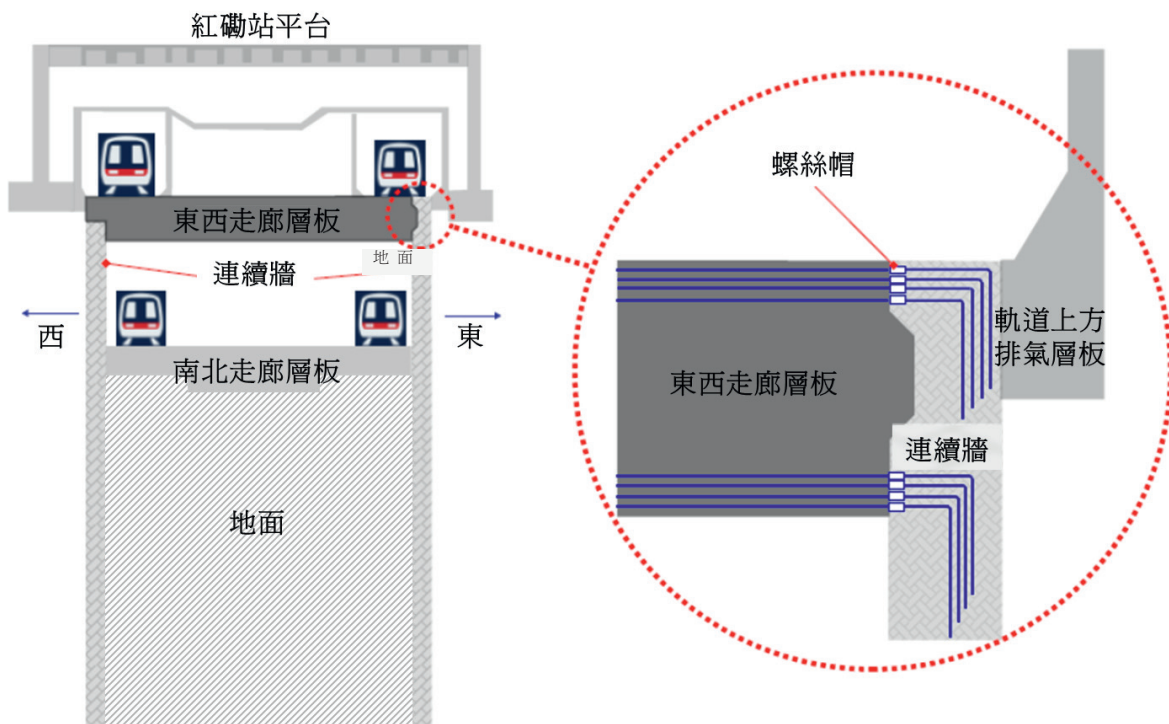 紅磡站平台
東西走廊層板
地面
連續牆
西
東
南北走廊層板
地面
螺絲帽
軌道上方
排氣層板
東西走廊層板
連續牆